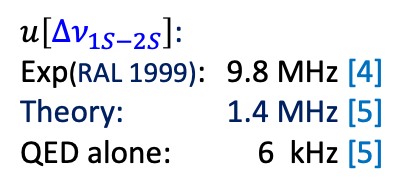 u[Δν1S−2S]:
Exp(RAL 1999): 9.8 MHz [4]
Theory: 1.4 MHz [5]
QED alone: 6 kHz [5]